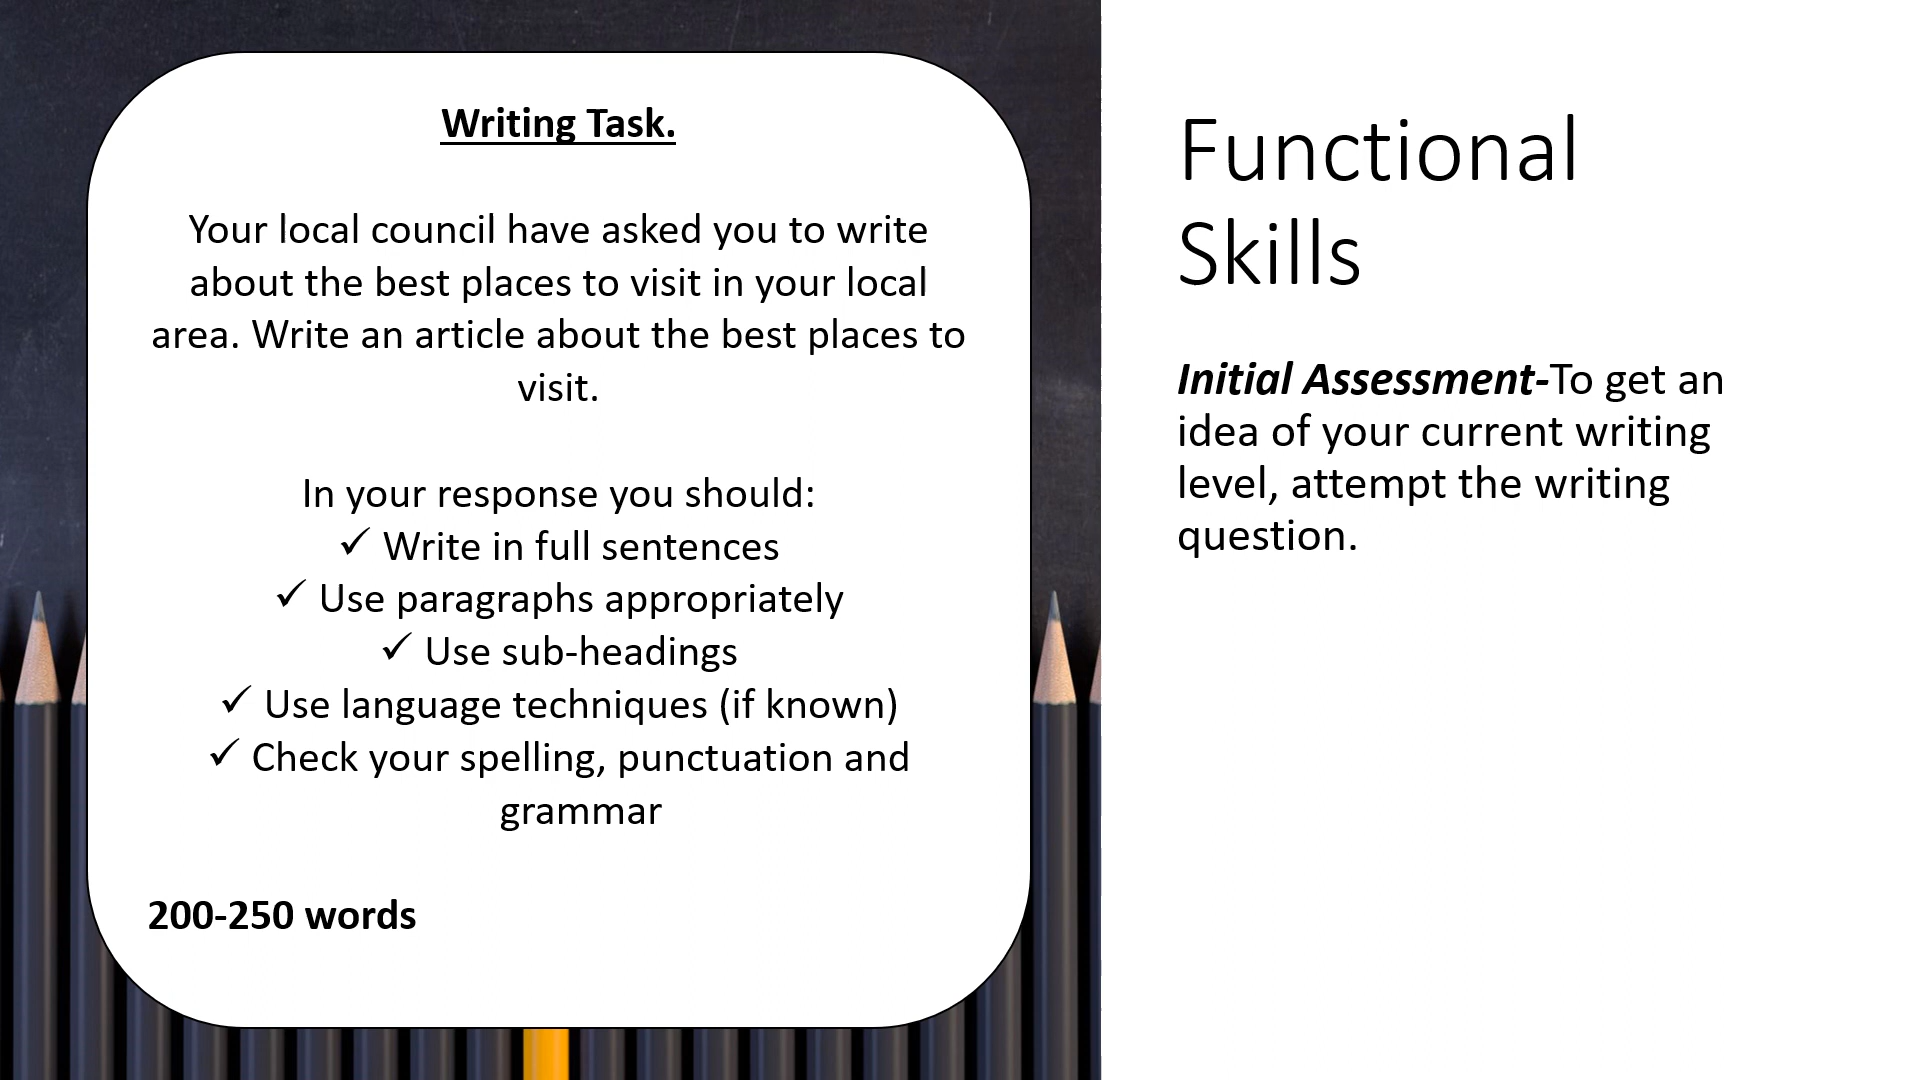 Writing Task.
Your local council have asked you to write
about the best places to visit in your local
area. Write an article about the best places to
visit.
In your response you should:
✓ Write in full sentences
✓ Use paragraphs appropriately
✓ Use sub-headings
✓ Use language techniques (if known)
✓ Check your spelling, punctuation and
grammar
200-250 words
Functional
Skills
Initial Assessment-To get an
idea of your current writing
level, attempt the writing
question.